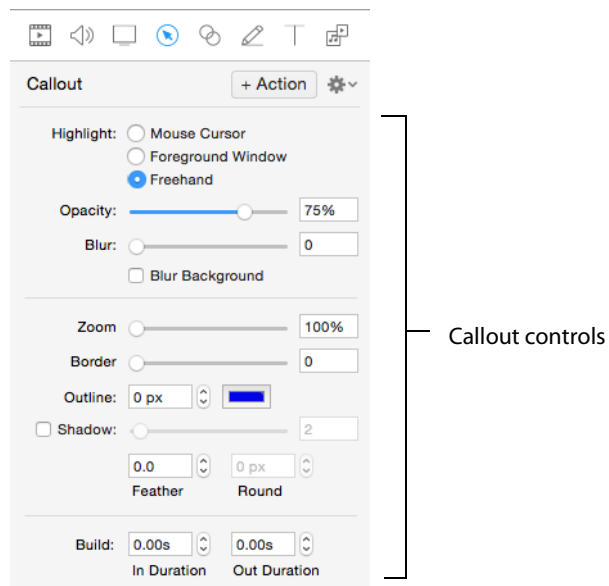 Callout
+ Action
Highlight:
Mouse Cursor
Foreground Window
Freehand
Opacity:
75%
Blur:
0
Blur Background
Zoom
100%
Border
0
Outline:
0 px
Shadow:
2
0.0
0 px
Feather
Round
Build:
0.00s
0.00s
In Duration
Out Duration
Callout controls